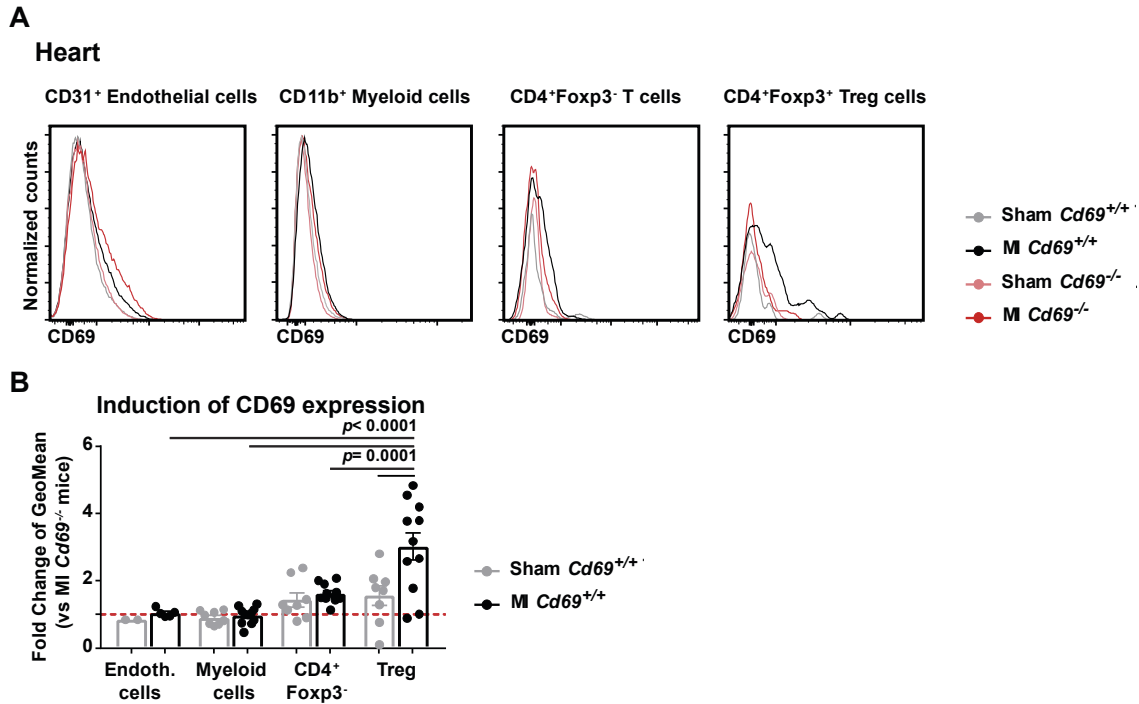 A
Heart
CD31⁺ Endothelial cells
CD11b⁺ Myeloid cells
CD4⁺Foxp3⁻ T cells
CD4⁺Foxp3⁺ Treg cells
Normalized counts
CD69
CD69
CD69
CD69
Sham Cd69⁺/⁺
MI Cd69⁺/⁺
Sham Cd69⁻/⁻
MI Cd69⁻/⁻
B
Induction of CD69 expression
p< 0.0001
p= 0.0001
Fold Change of GeoMean
(vs MI Cd69⁻/⁻ mice)
6
4
2
0
Endoth.
cells
Myeloid
cells
CD4⁺
Foxp3⁻
Treg
Sham Cd69⁺/⁺
MI Cd69⁺/⁺